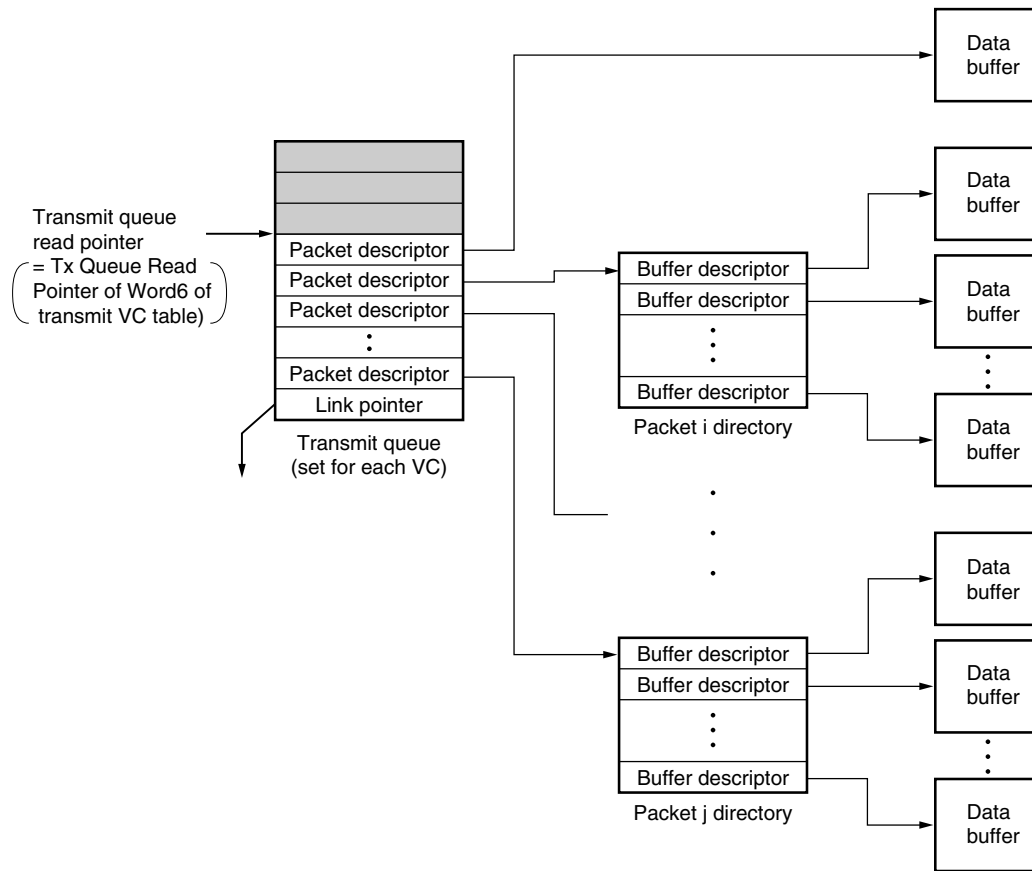 Data
buffer
Data
buffer
Transmit queue
read pointer
(= Tx Queue Read
Pointer of Word6 of
transmit VC table)
Packet descriptor
Packet descriptor
Packet descriptor
Packet descriptor
Link pointer
Transmit queue
(set for each VC)
Buffer descriptor
Buffer descriptor
Buffer descriptor
Packet i directory
Data
buffer
Data
buffer
Data
buffer
Buffer descriptor
Buffer descriptor
Buffer descriptor
Packet j directory
Data
buffer
Data
buffer